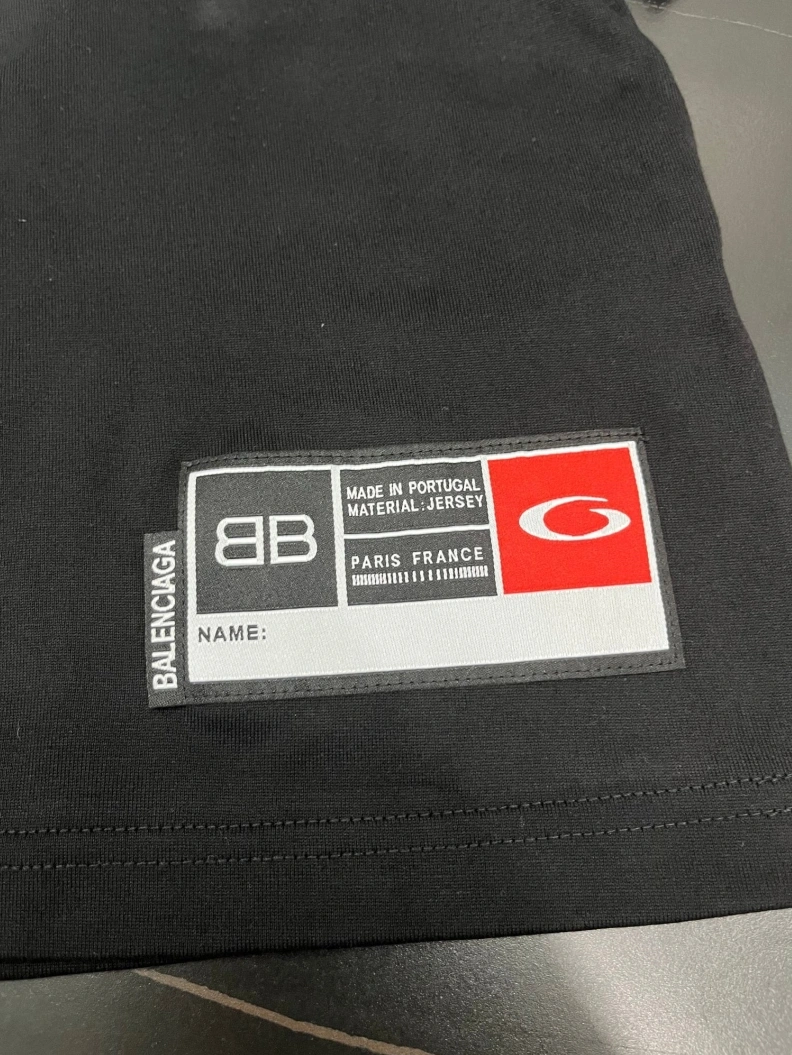 BALENCIAGA
BB
MADE IN PORTUGAL
MATERIAL:JERSEY
PARIS FRANCE
NAME: